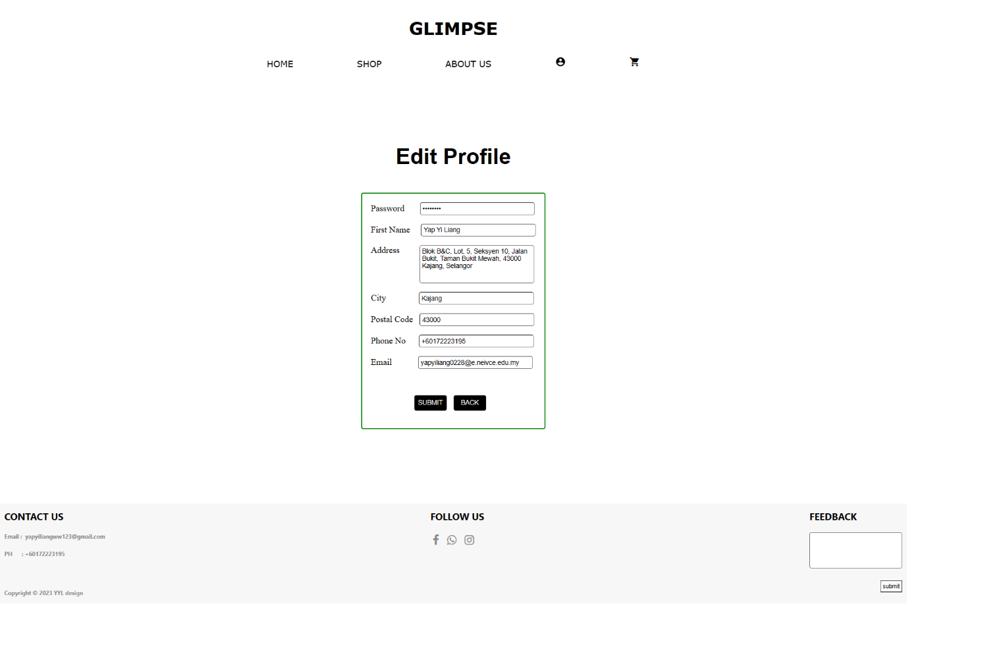 GLIMPSE
HOME SHOP ABOUT US
Edit Profile
Password ••••••••
First Name Yap Yi Liang
Address Blok B&C, Lot, 5, Seksyen 10, Jalan
Bukit, Taman Bukit Mewah, 43000
Kajang, Selangor
City Kajang
Postal Code 43000
Phone No +60172223195
Email yapyiliang0228@e.neivce.edu.my
SUBMIT BACK
CONTACT US
Email : yapyiliangww123@gmail.com
PH : +60172223195
Copyright © 2023 YYL design
FOLLOW US
FEEDBACK
submit